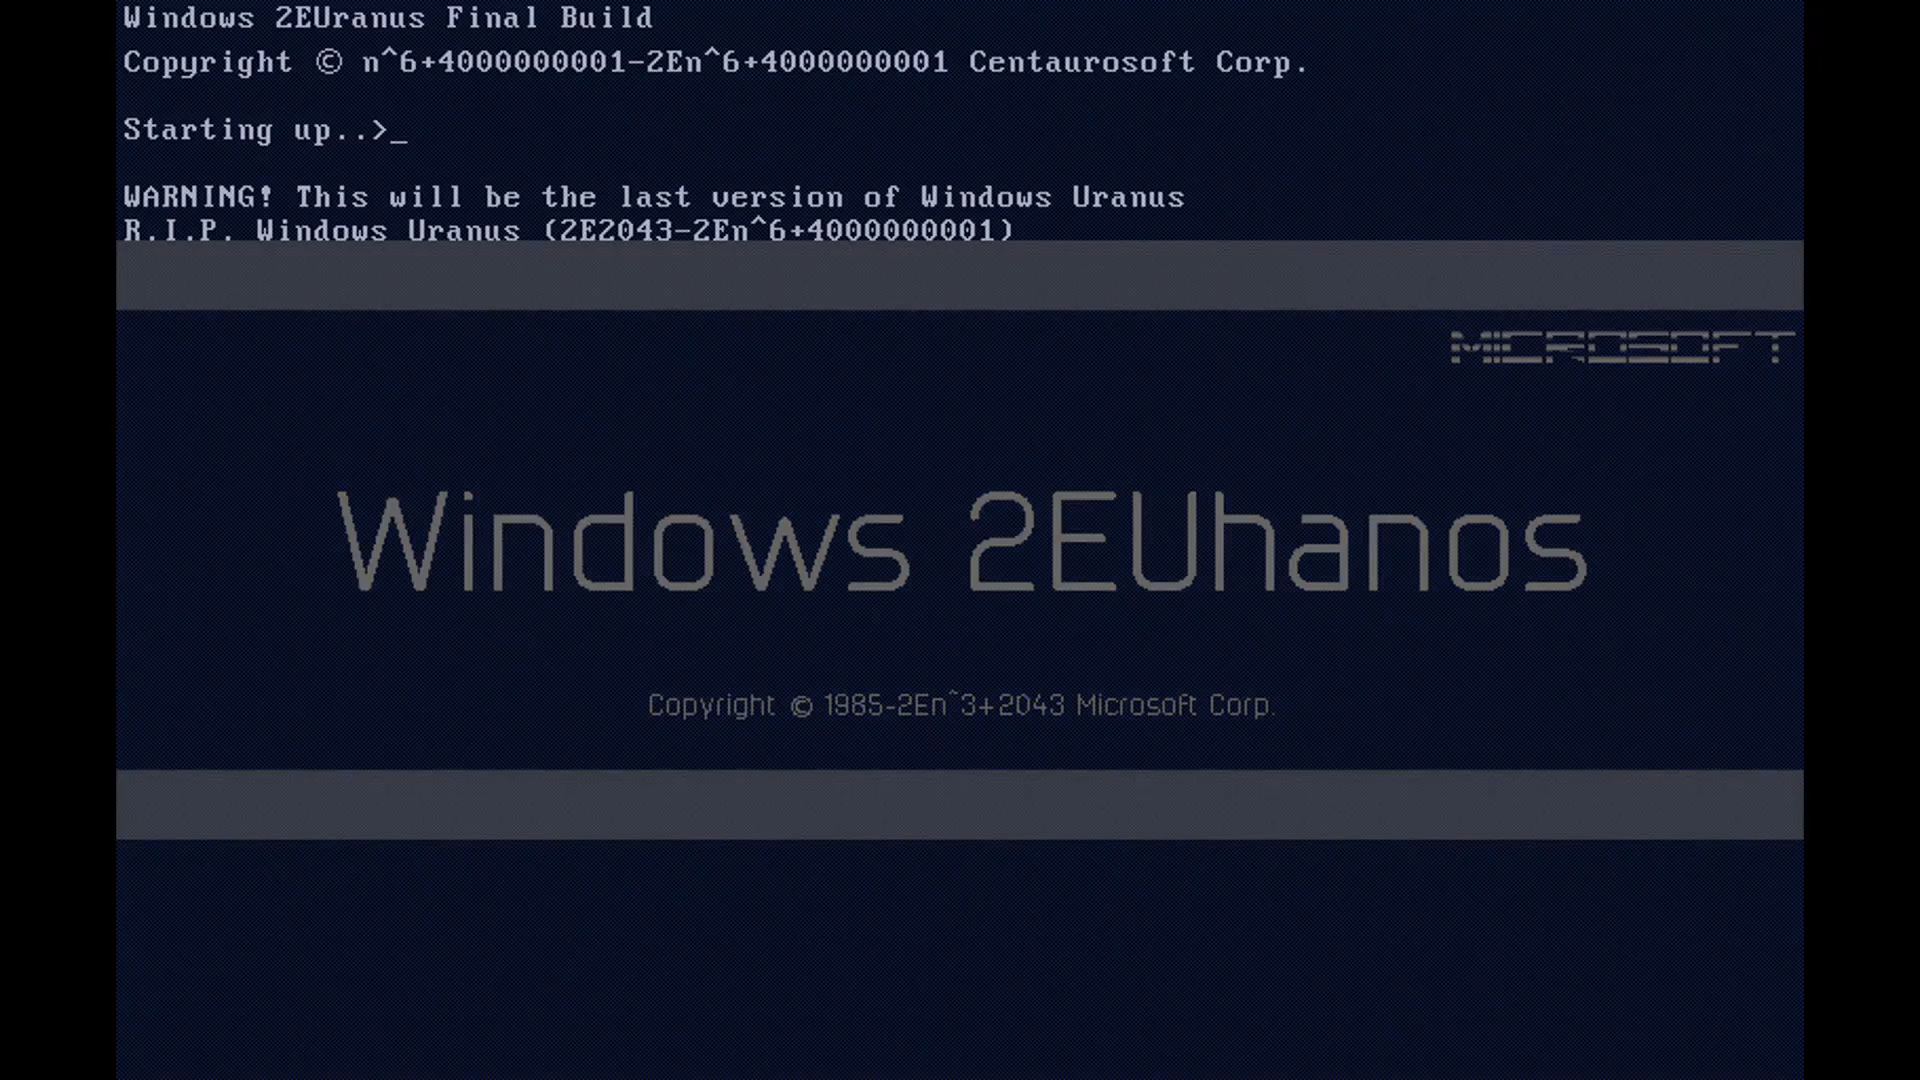 Windows 2EUranus Final Build
Copyright © n^6+4000000001-2En^6+4000000001 Centaurosoft Corp.
Starting up..>_
WARNING! This will be the last version of Windows Uranus
R.I.P. Windows Uranus (2E2043-2En^6+4000000001)
MICROSOFT
Windows 2EUhanos
Copyright © 1985-2En^3+2043 Microsoft Corp.